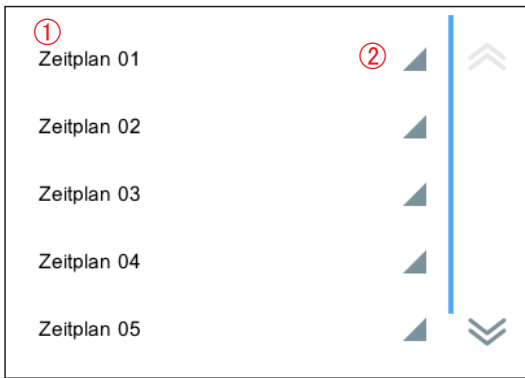 ①
Zeitplan 01 ②
Zeitplan 02
Zeitplan 03
Zeitplan 04
Zeitplan 05